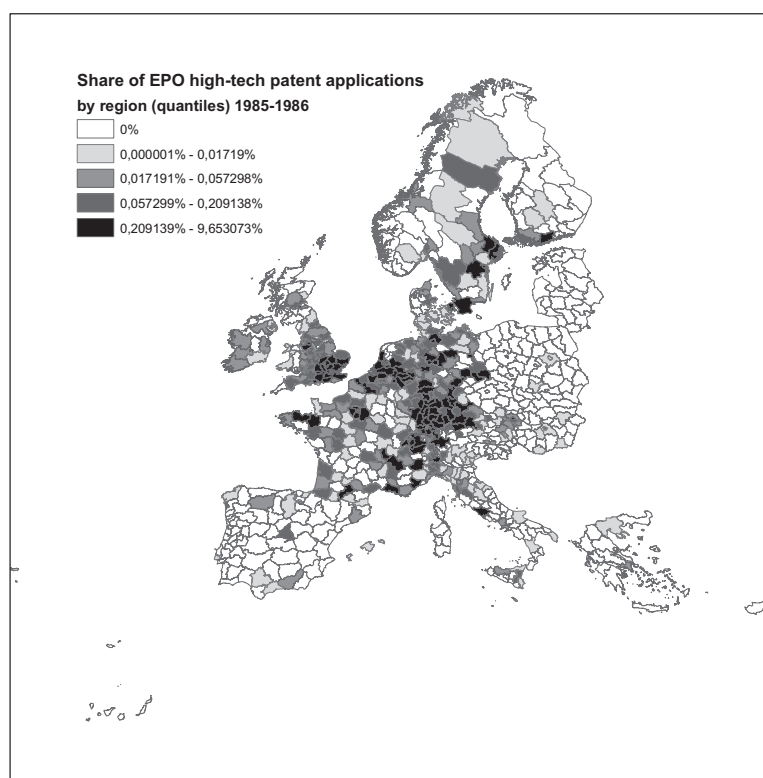 Share of EPO high-tech patent applications
by region (quantiles) 1985-1986
0%
0,000001% - 0,01719%
0,017191% - 0,057298%
0,057299% - 0,209138%
0,209139% - 9,653073%